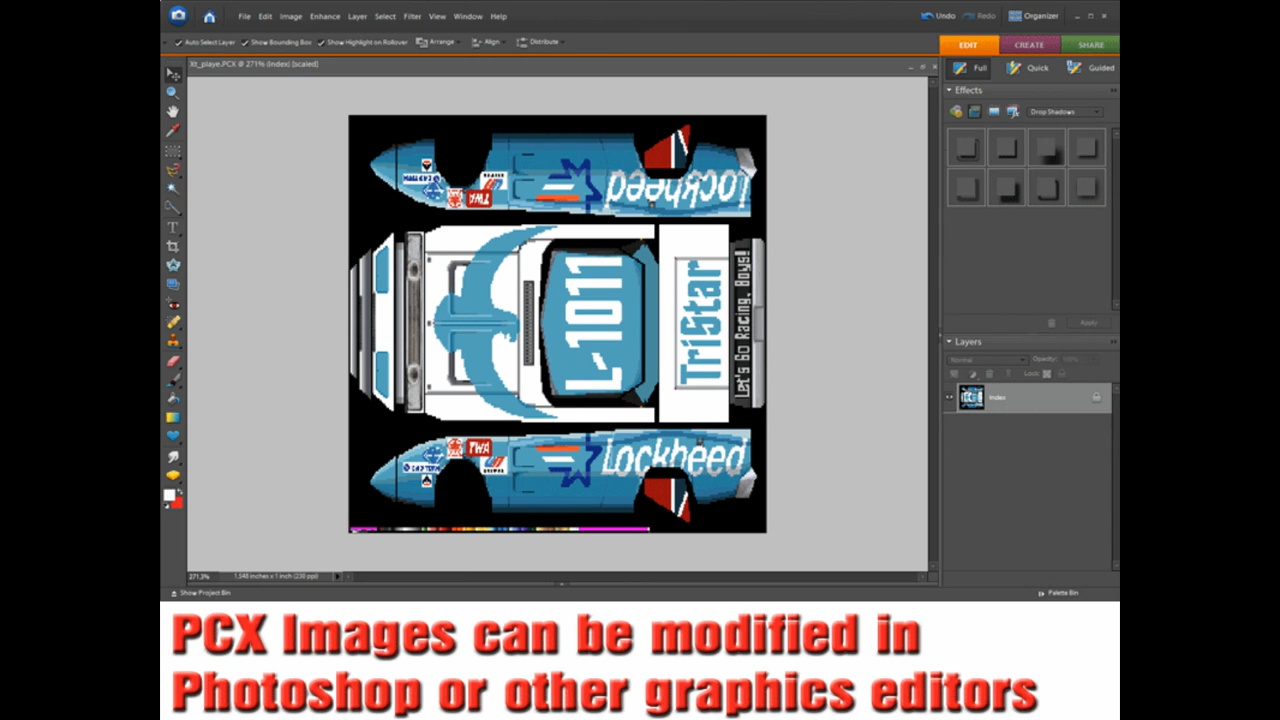 File Edit Image Enhance Layer Select Filter View Window Help
Undo Redo Organizer
Auto Select Layer Show Bounding Box Show Highlight on Rollover Arrange Align Distribute
EDIT CREATE SHARE
Xt_playe.PCX @ 271% (Index) [scaled]
Full Quick Guided
Effects
Drop Shadows
TWA
Lockheed
L-1011
TriStar
Let's Go Racing, Boys!
Apply
Layers
Normal Opacity: 100%
Lock:
Index
TWA
Lockheed
271.3% 1.548 inches x 1 inch (230 ppi)
Show Project Bin Palette Bin
PCX Images can be modified in
Photoshop or other graphics editors